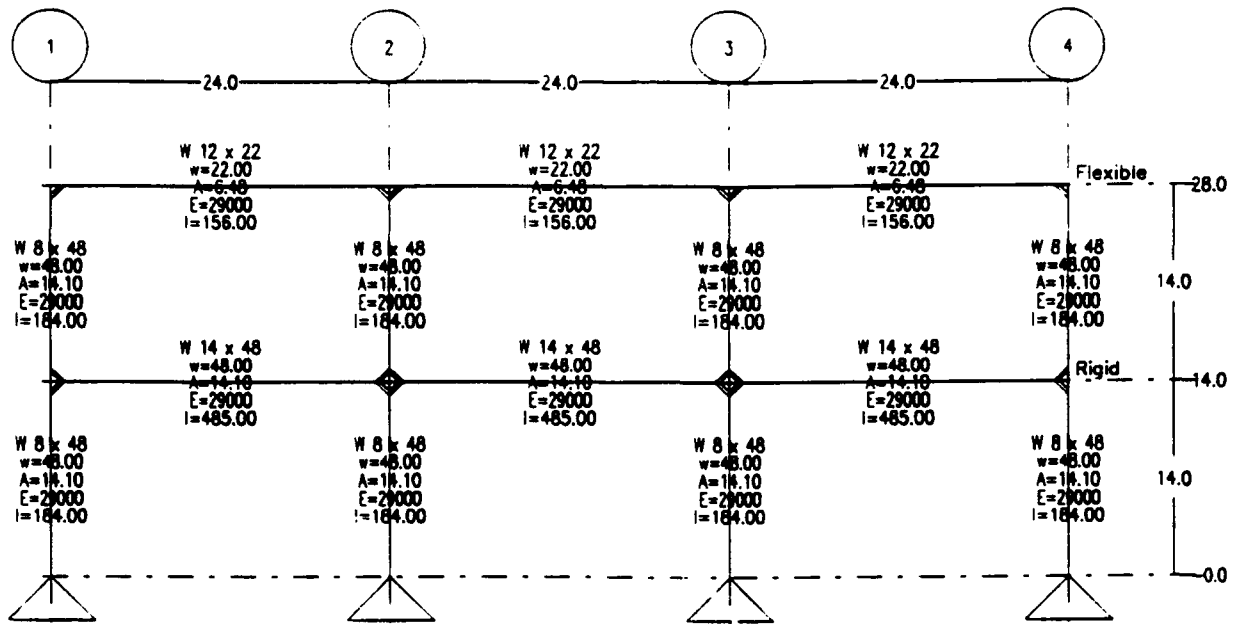 1 2 3 4
24.0 24.0 24.0
W 12 x 22 W 12 x 22 W 12 x 22
w=22.00 w=22.00 w=22.00
A=6.48 A=6.48 A=6.48
E=29000 E=29000 E=29000
I=156.00 I=156.00 I=156.00
Flexible
28.0
W 8 x 48 W 8 x 48 W 8 x 48 W 8 x 48
w=48.00 w=48.00 w=48.00 w=48.00
A=14.10 A=14.10 A=14.10 A=14.10
E=29000 E=29000 E=29000 E=29000
I=184.00 I=184.00 I=184.00 I=184.00
14.0
W 14 x 48 W 14 x 48 W 14 x 48
w=48.00 w=48.00 w=48.00
A=14.10 A=14.10 A=14.10
E=29000 E=29000 E=29000
I=485.00 I=485.00 I=485.00
Rigid
14.0
W 8 x 48 W 8 x 48 W 8 x 48 W 8 x 48
w=48.00 w=48.00 w=48.00 w=48.00
A=14.10 A=14.10 A=14.10 A=14.10
E=29000 E=29000 E=29000 E=29000
I=184.00 I=184.00 I=184.00 I=184.00
14.0
0.0